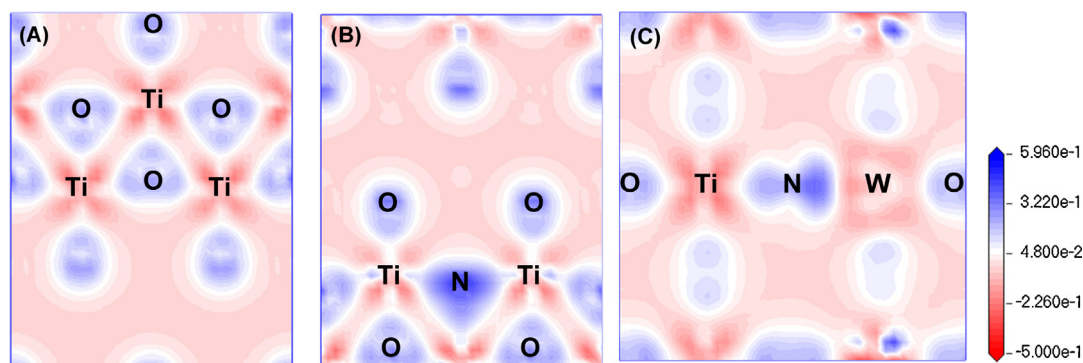 (A)
O
Ti
O
O
Ti
O
Ti
(B)
O
O
Ti
N
Ti
O
O
(C)
O
Ti
N
W
O
5.960e-1
3.220e-1
4.800e-2
-2.260e-1
-5.000e-1